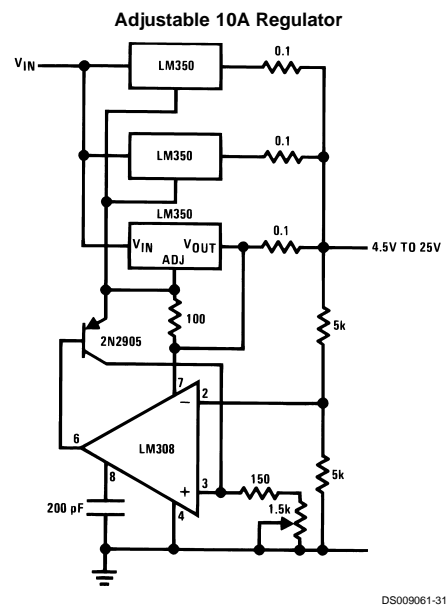 Adjustable 10A Regulator
VIN
LM350
0.1
LM350
0.1
LM350
VIN
VOUT
ADJ
0.1
4.5V TO 25V
100
5k
2N2905
7
−
2
6
LM308
5k
8
+
3
150
1.5k
200 pF
4
DS009061-31